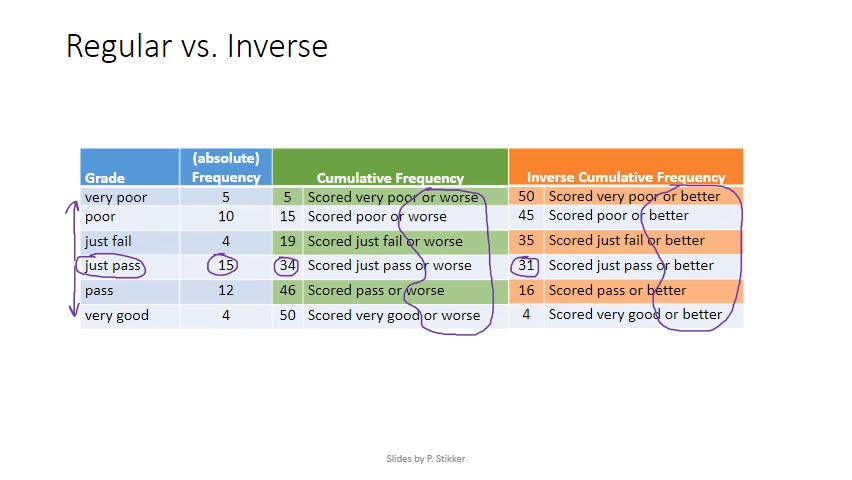 Regular vs. Inverse
(absolute)
Grade Frequency Cumulative Frequency Inverse Cumulative Frequency
very poor 5 5 Scored very poor or worse 50 Scored very poor or better
poor 10 15 Scored poor or worse 45 Scored poor or better
just fail 4 19 Scored just fail or worse 35 Scored just fail or better
just pass 15 34 Scored just pass or worse 31 Scored just pass or better
pass 12 46 Scored pass or worse 16 Scored pass or better
very good 4 50 Scored very good or worse 4 Scored very good or better
Slides by P. Stikker